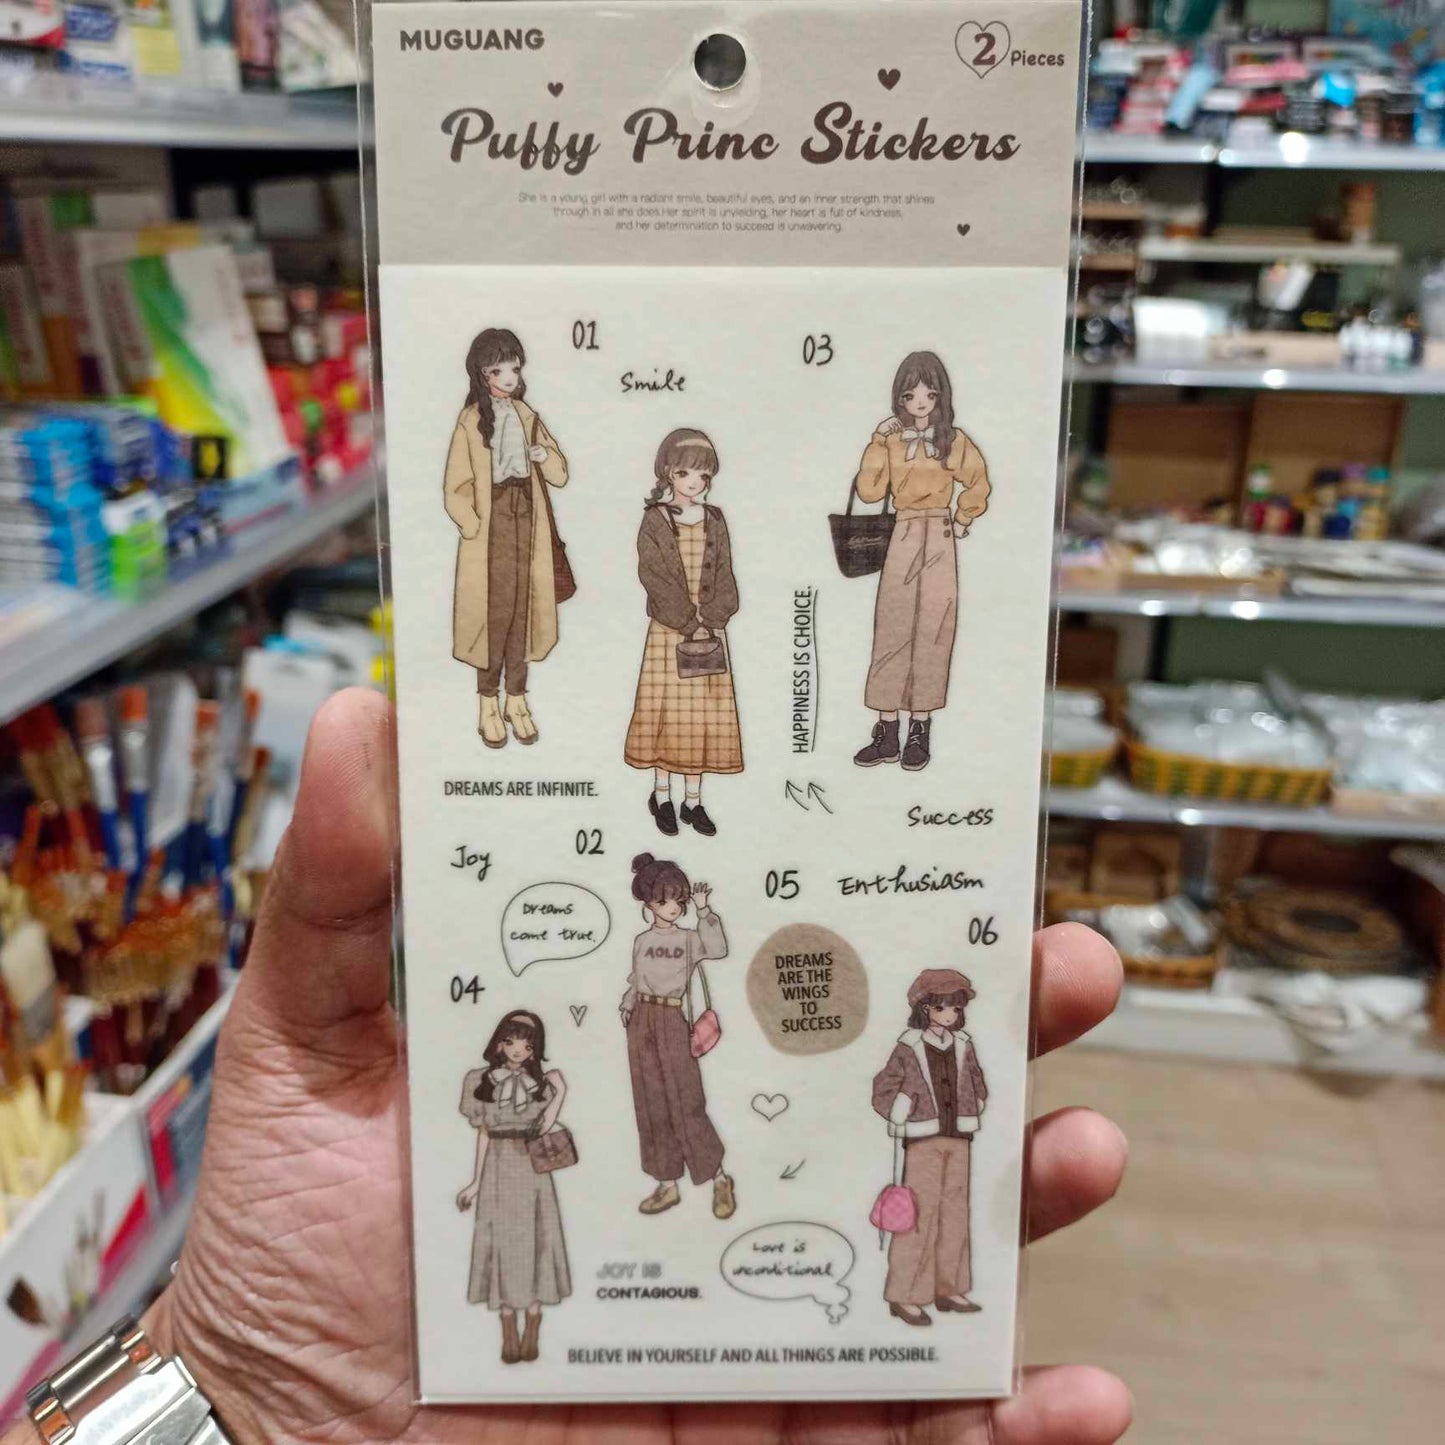 MUGUANG
2 Pieces
Puffy Princ Stickers
She is a young girl with a radiant smile, beautiful eyes, and an inner strength that shines
through in all she does.Her spirit is unyielding, her heart is full of kindness,
and her determination to succeed is unwavering.
01
03
Smile
HAPPINESS IS CHOICE.
DREAMS ARE INFINITE.
Success
Joy
02
05
Enthusiasm
Dreams
come true.
06
AOLD
DREAMS
ARE THE
WINGS
TO
SUCCESS
04
Love is
unconditional
JOY IS
CONTAGIOUS.
BELIEVE IN YOURSELF AND ALL THINGS ARE POSSIBLE.